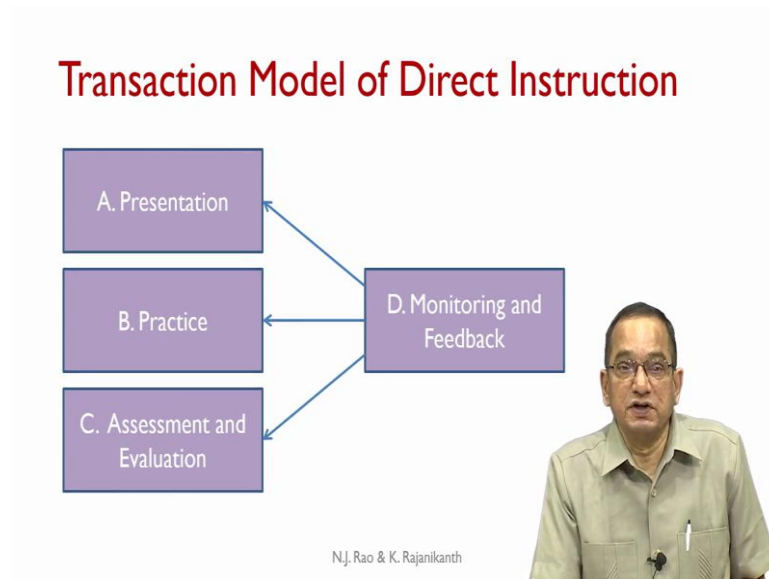 Transaction Model of Direct Instruction
A. Presentation
B. Practice
D. Monitoring and
Feedback
C. Assessment and
Evaluation
N.J. Rao & K. Rajanikanth